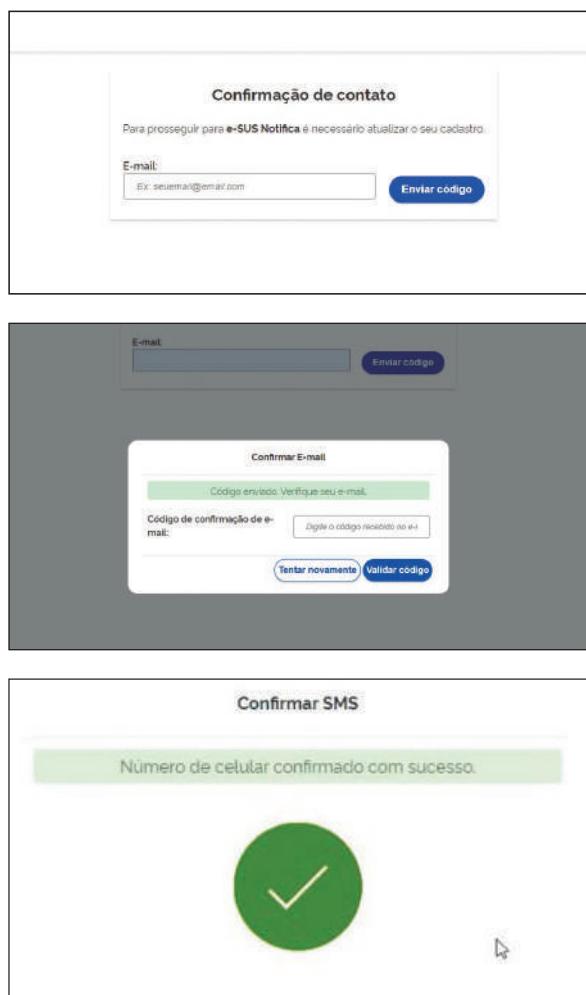 Confirmação de contato
Para prosseguir para e-SUS Notifica é necessário atualizar o seu cadastro.
E-mail:
Ex: seuemail@email.com
Enviar código
E-mail:
Enviar código
Confirmar E-mail
Código enviado. Verifique seu e-mail.
Código de confirmação de e-
mail:
Digite o código recebido no e-
Tentar novamente
Validar código
Confirmar SMS
Número de celular confirmado com sucesso.